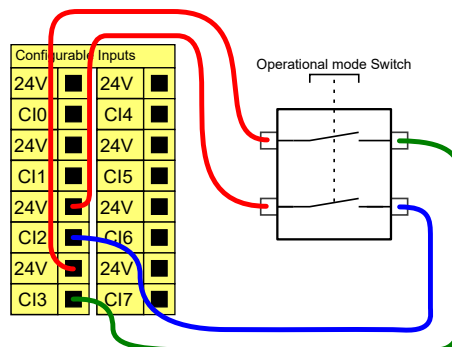 Configurable Inputs
Operational mode Switch
24V 24V
CI0 CI4
24V 24V
CI1 CI5
24V 24V
CI2 CI6
24V 24V
CI3 CI7